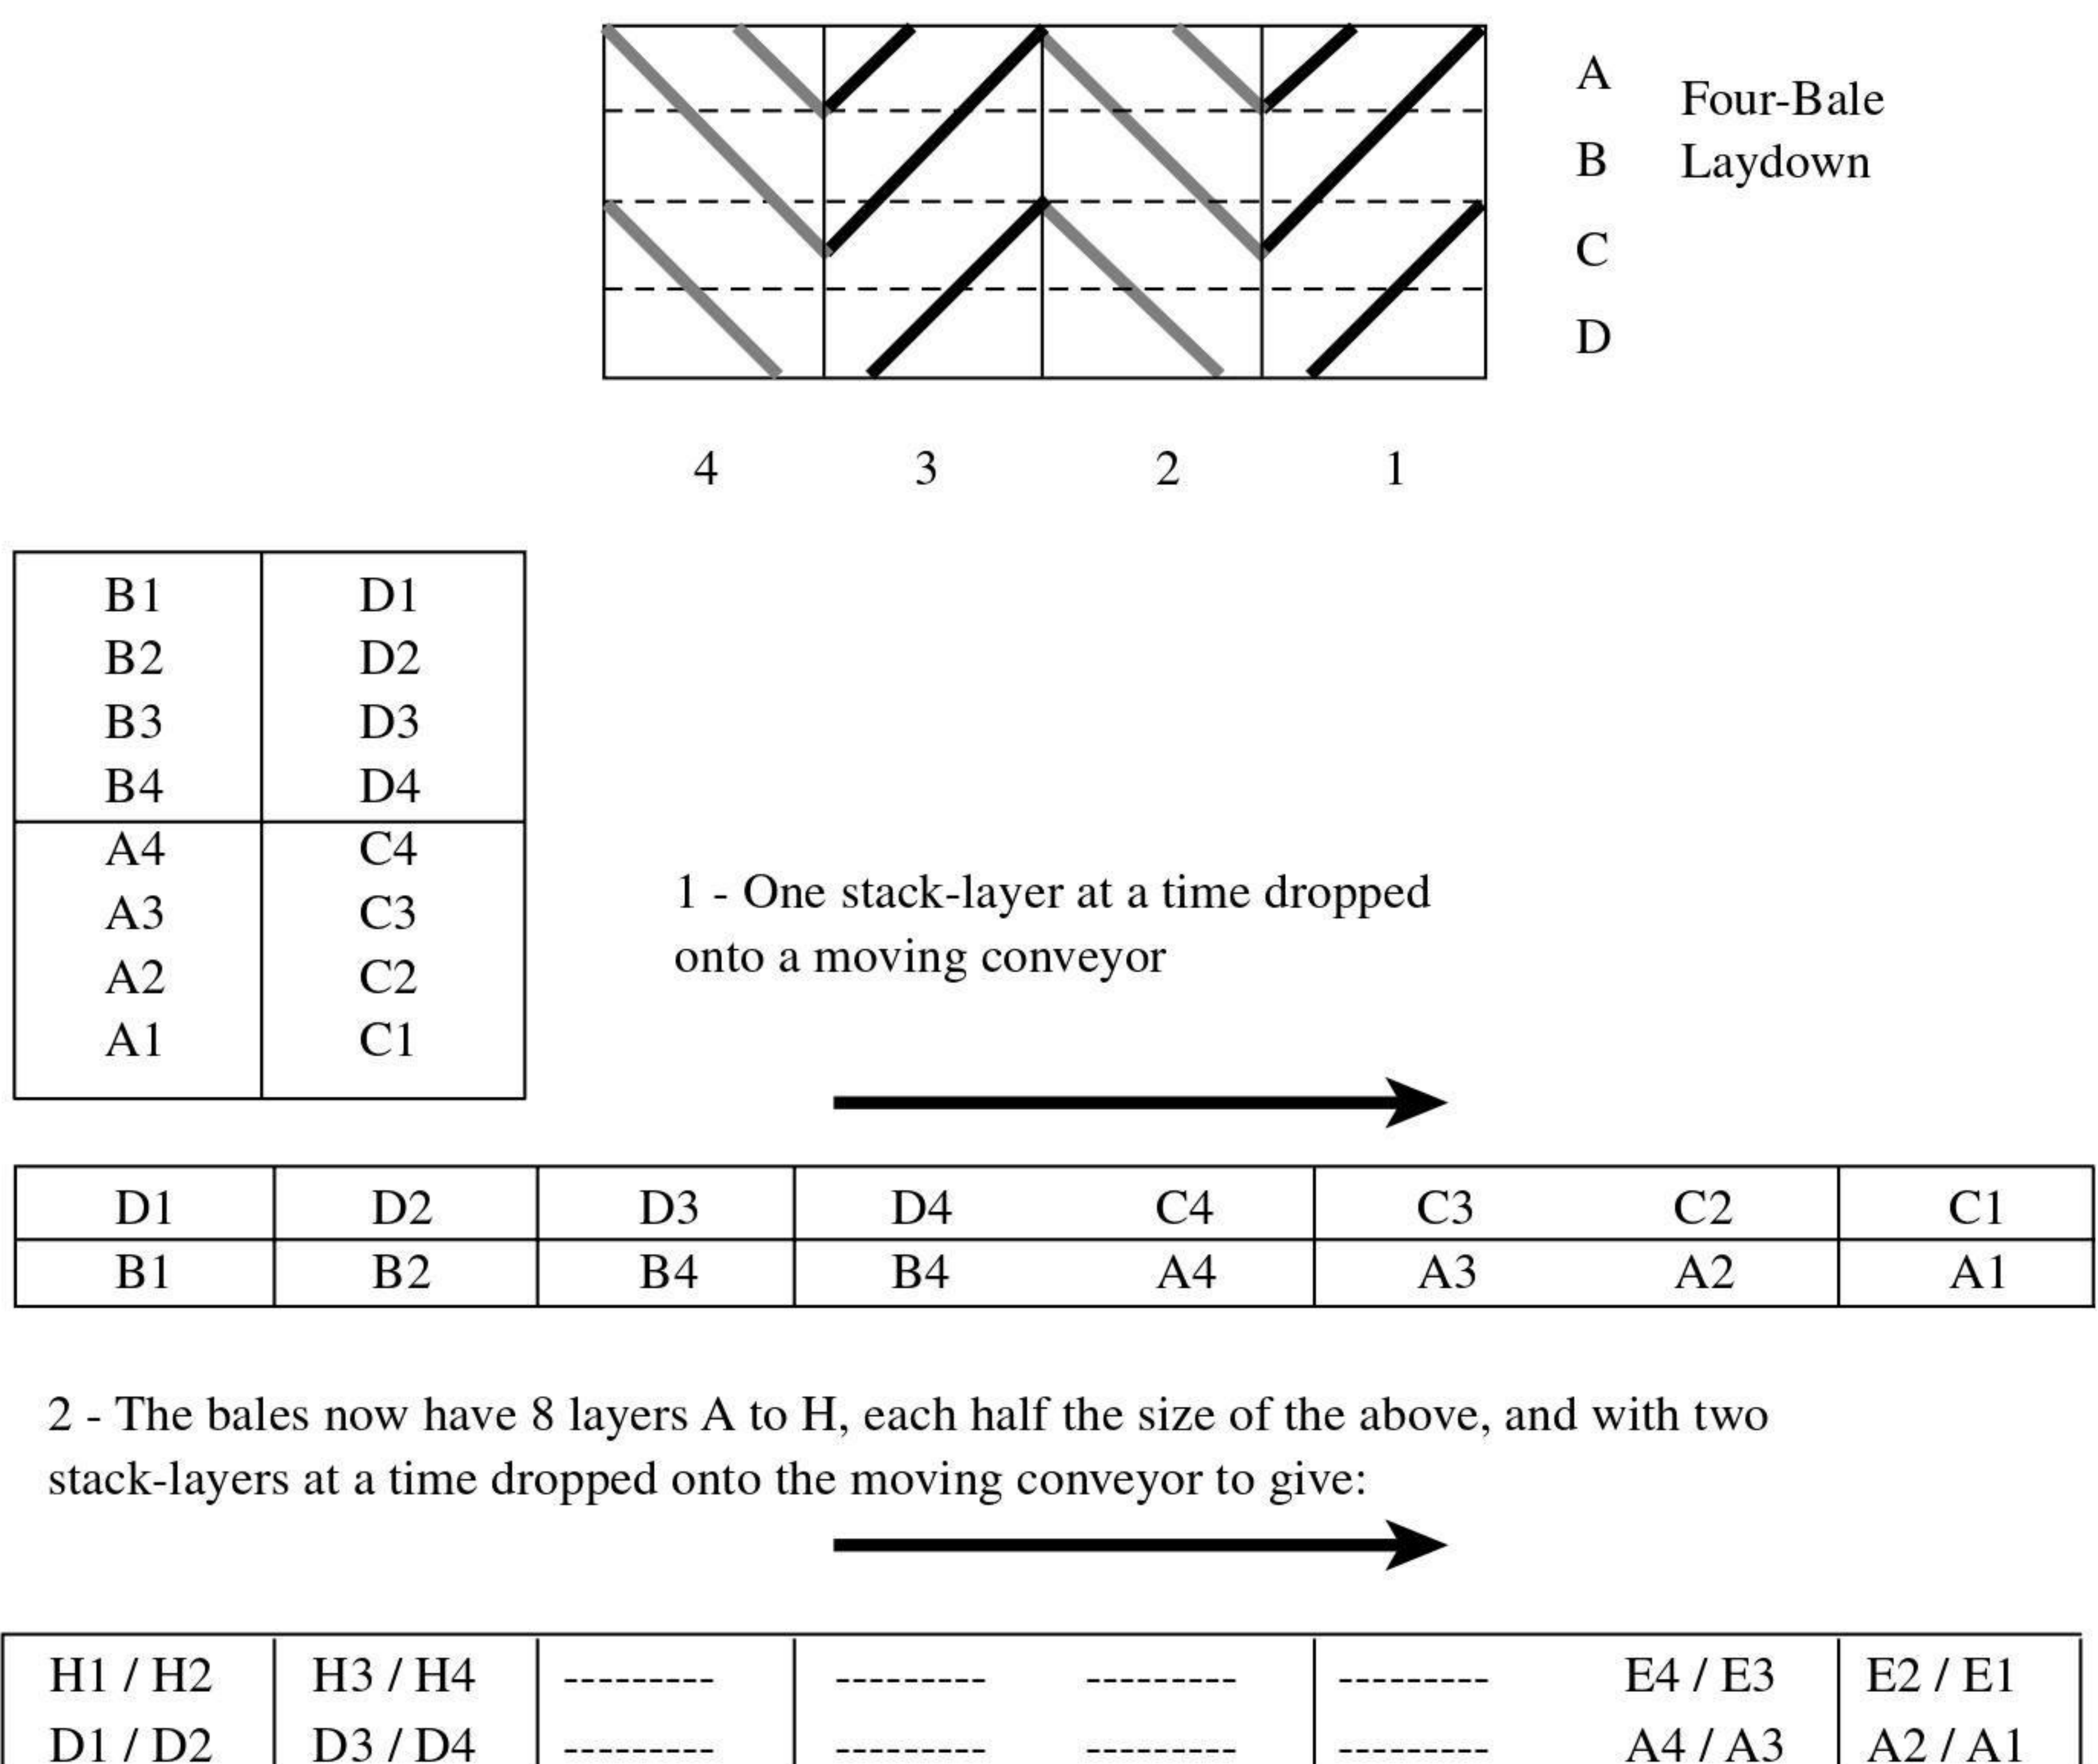 A
Four-Bale
B
Laydown
C
D
4 3 2 1
B1 D1
B2 D2
B3 D3
B4 D4
A4 C4
A3 C3
A2 C2
A1 C1
1 - One stack-layer at a time dropped
onto a moving conveyor
D1 D2 D3 D4 C4 C3 C2 C1
B1 B2 B4 B4 A4 A3 A2 A1
2 - The bales now have 8 layers A to H, each half the size of the above, and with two
stack-layers at a time dropped onto the moving conveyor to give:
H1 / H2 H3 / H4 --------- --------- --------- --------- E4 / E3 E2 / E1
D1 / D2 D3 / D4 --------- --------- --------- --------- A4 / A3 A2 / A1